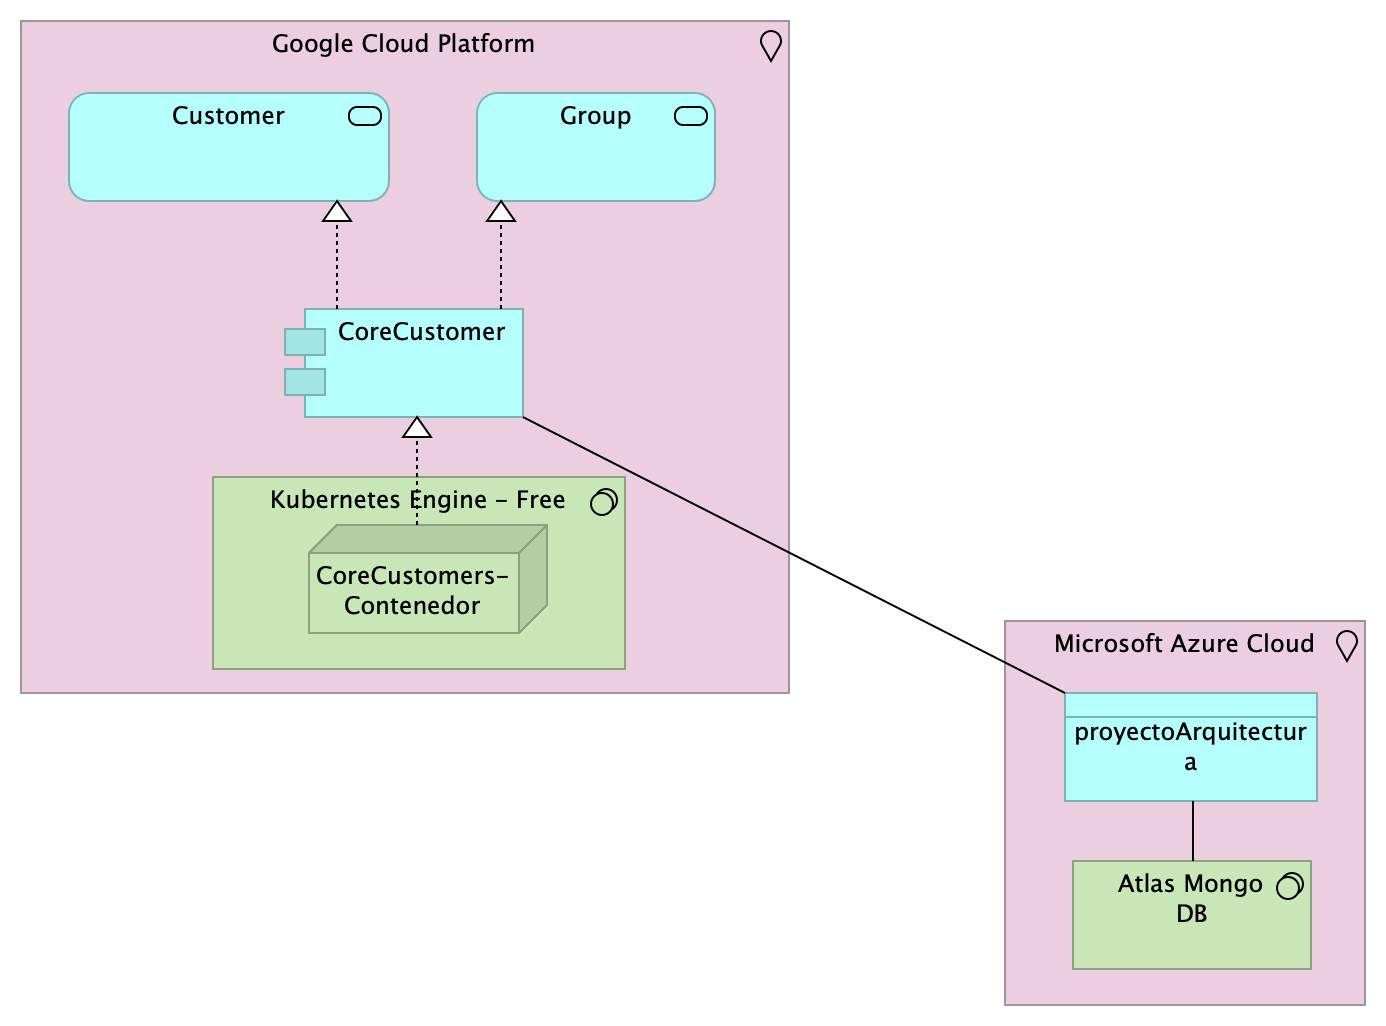 Google Cloud Platform
Customer
Group
CoreCustomer
Kubernetes Engine - Free
CoreCustomers-
Contenedor
Microsoft Azure Cloud
proyectoArquitectur
a
Atlas Mongo
DB